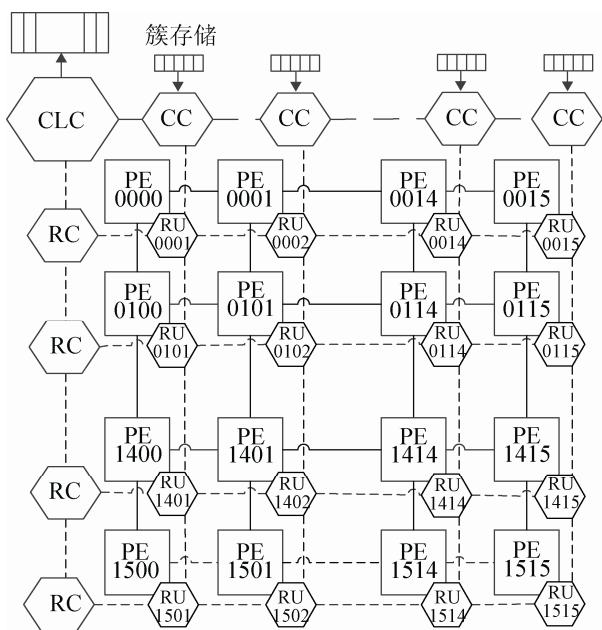 簇存储
CLC
CC
CC
CC
CC
PE
0000
PE
0001
PE
0014
PE
0015
RC
RU
0001
RU
0002
RU
0014
RU
0015
PE
0100
PE
0101
PE
0114
PE
0115
RC
RU
0101
RU
0102
RU
0114
RU
0115
PE
1400
PE
1401
PE
1414
PE
1415
RC
RU
1401
RU
1402
RU
1414
RU
1415
PE
1500
PE
1501
PE
1514
PE
1515
RC
RU
1501
RU
1502
RU
1514
RU
1515